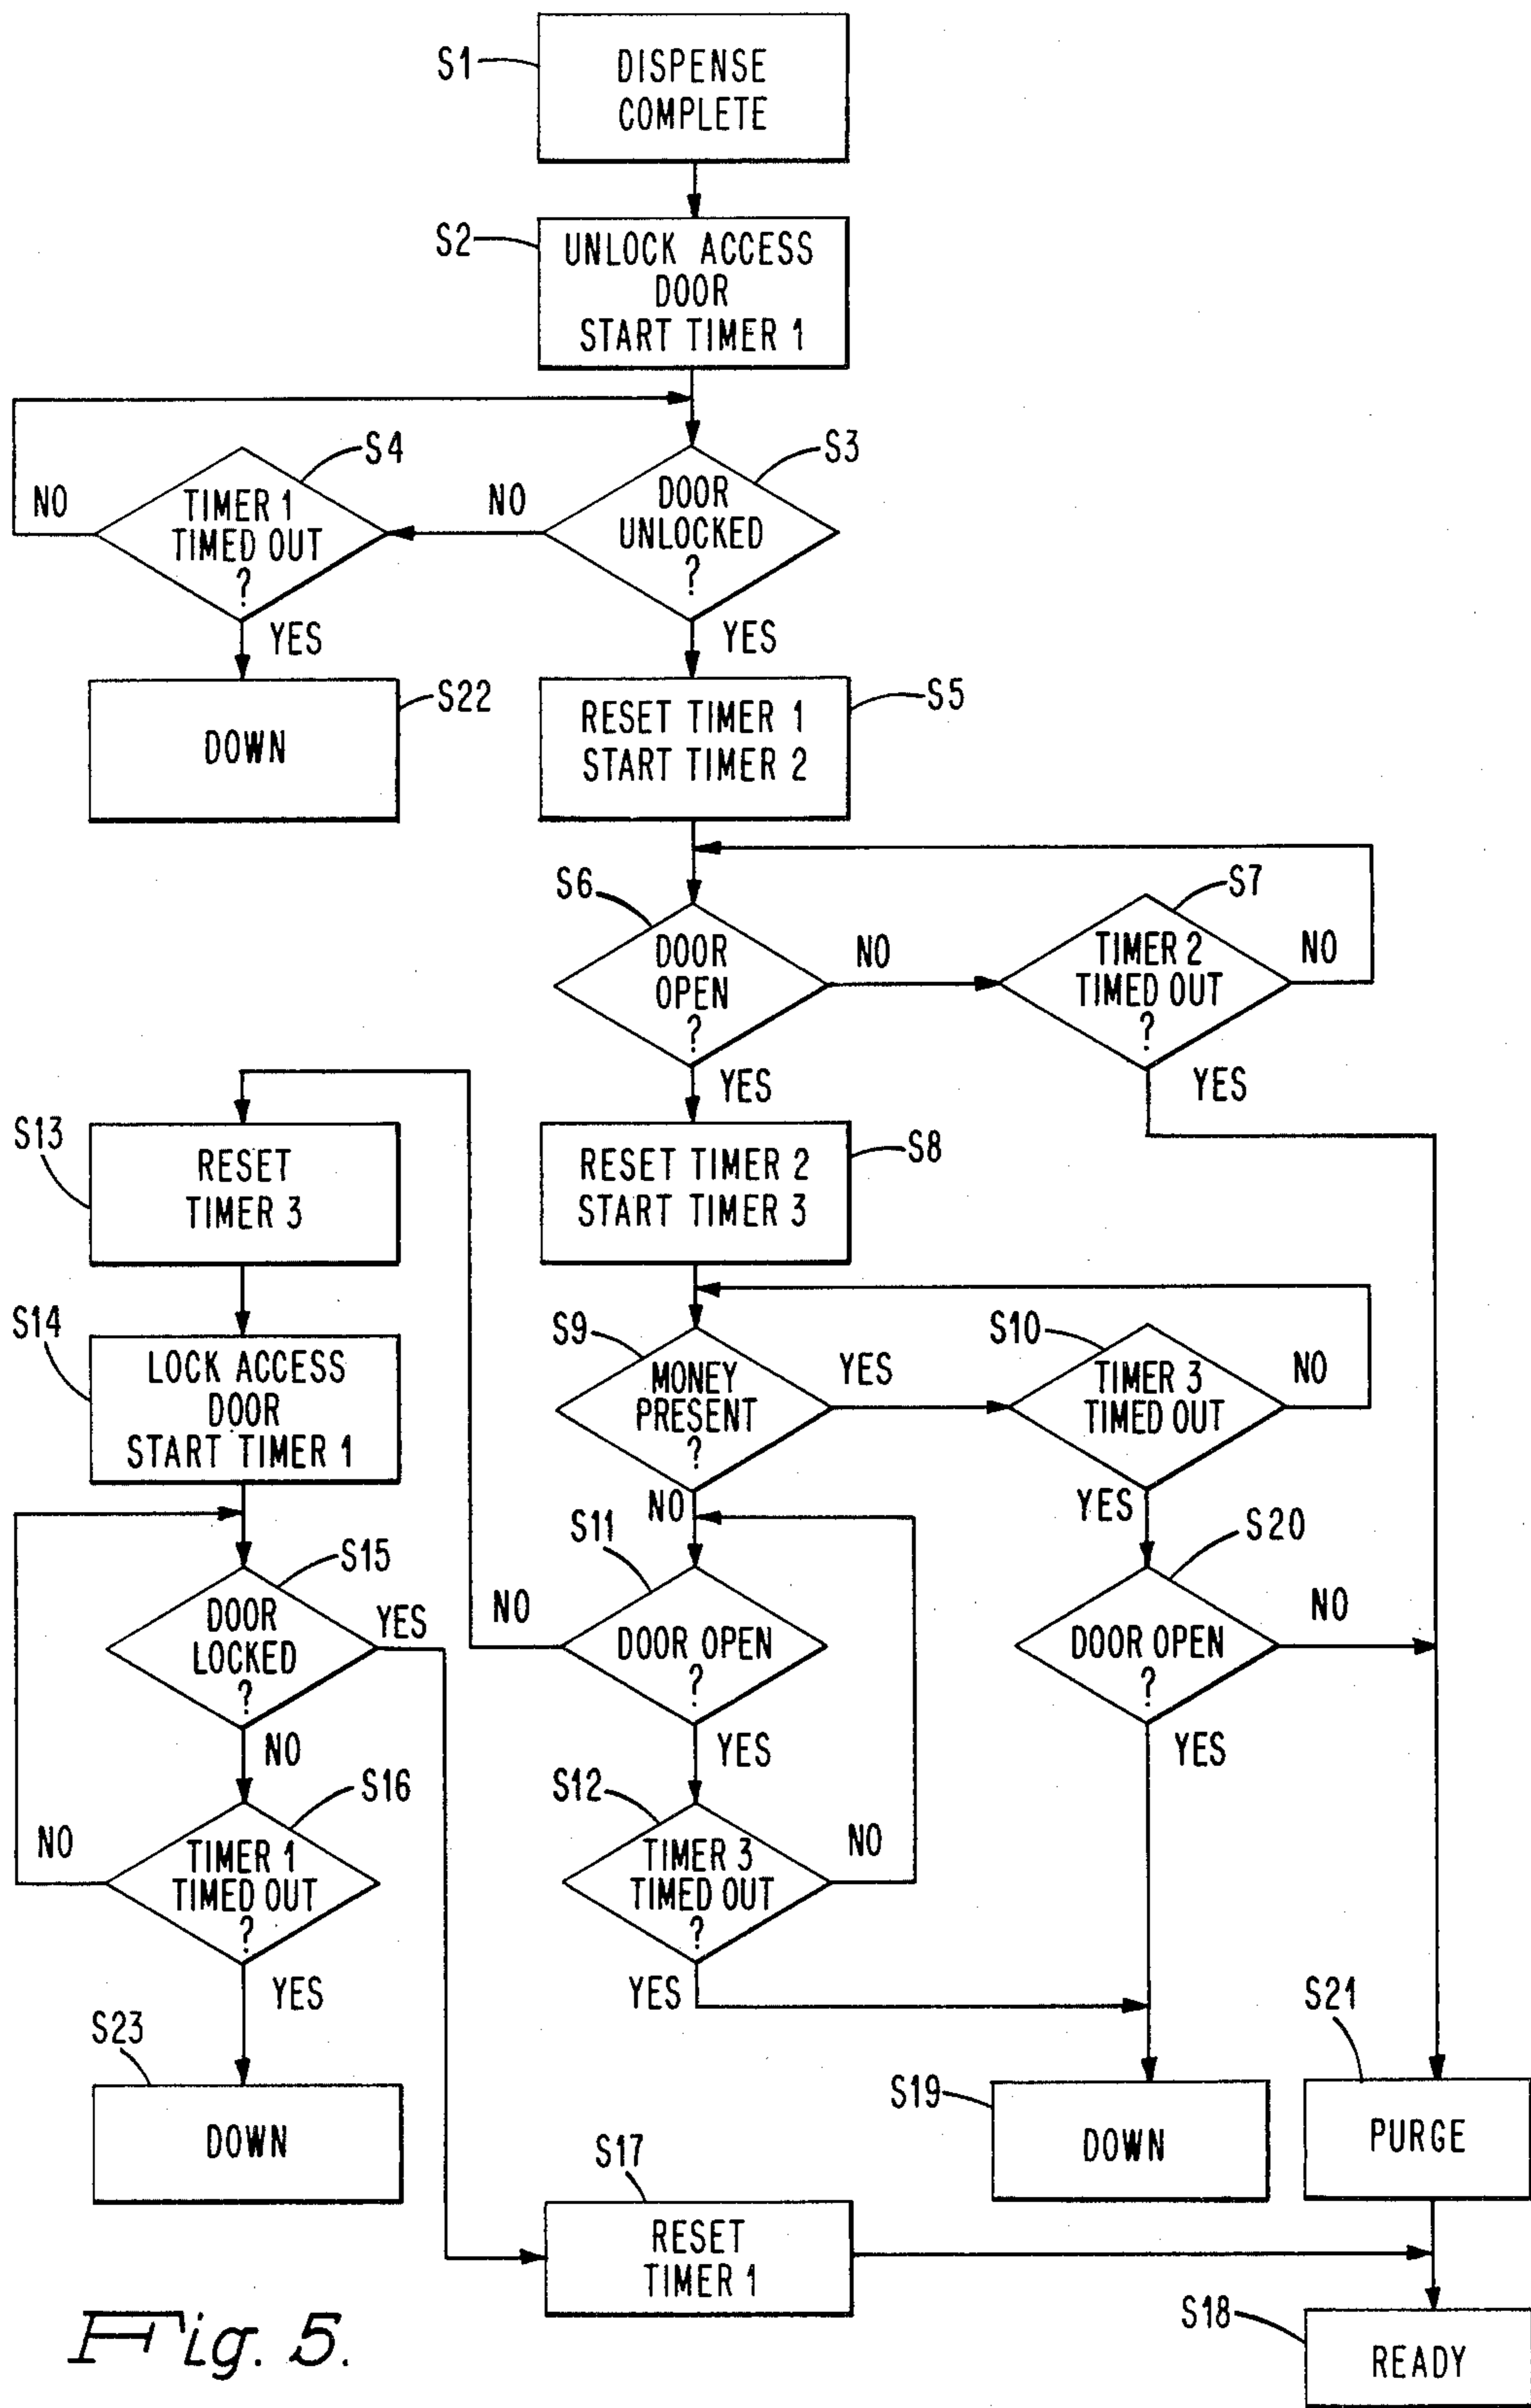 S1
DISPENSE
COMPLETE
S2
UNLOCK ACCESS
DOOR
START TIMER 1
S4
S3
NO
TIMER 1
TIMED OUT
?
NO
DOOR
UNLOCKED
?
YES
YES
S22
DOWN
S5
RESET TIMER 1
START TIMER 2
S6
S7
DOOR
OPEN
?
NO
TIMER 2
TIMED OUT
?
NO
YES
YES
S13
RESET
TIMER 3
S8
RESET TIMER 2
START TIMER 3
S14
LOCK ACCESS
DOOR
START TIMER 1
S9
MONEY
PRESENT
?
YES
S10
TIMER 3
TIMED OUT
NO
NO
YES
S15
DOOR
LOCKED
?
YES
NO
S11
NO
DOOR OPEN
?
YES
S20
DOOR OPEN
?
NO
YES
S16
NO
TIMER 1
TIMED OUT
?
YES
S12
TIMER 3
TIMED OUT
?
NO
YES
S23
DOWN
S19
DOWN
S21
PURGE
S17
RESET
TIMER 1
S18
READY
Fig. 5.